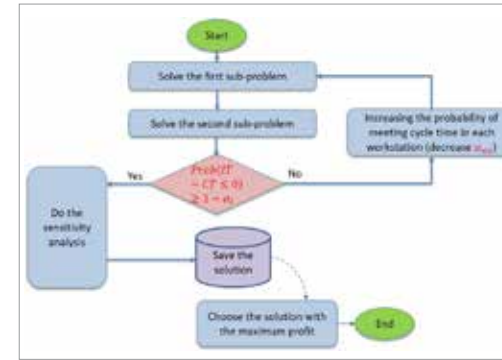 Start
Solve the first sub-problem
Increasing the probability of
meeting cycle time in each
workstation (decrease
Solve the second sub-problem
Yes
No
− CT ≤ 0)
Do the
sensitivity
analysis
Save the
solution
Choose the solution with
the maximum profit
End